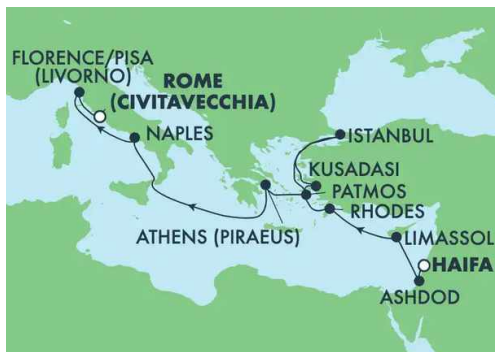 FLORENCE/PISA
(LIVORNO)
ROME
(CIVITAVECCHIA)
NAPLES
ISTANBUL
KUSADASI
PATMOS
RHODES
ATHENS (PIRAEUS)
LIMASSOL
HAIFA
ASHDOD